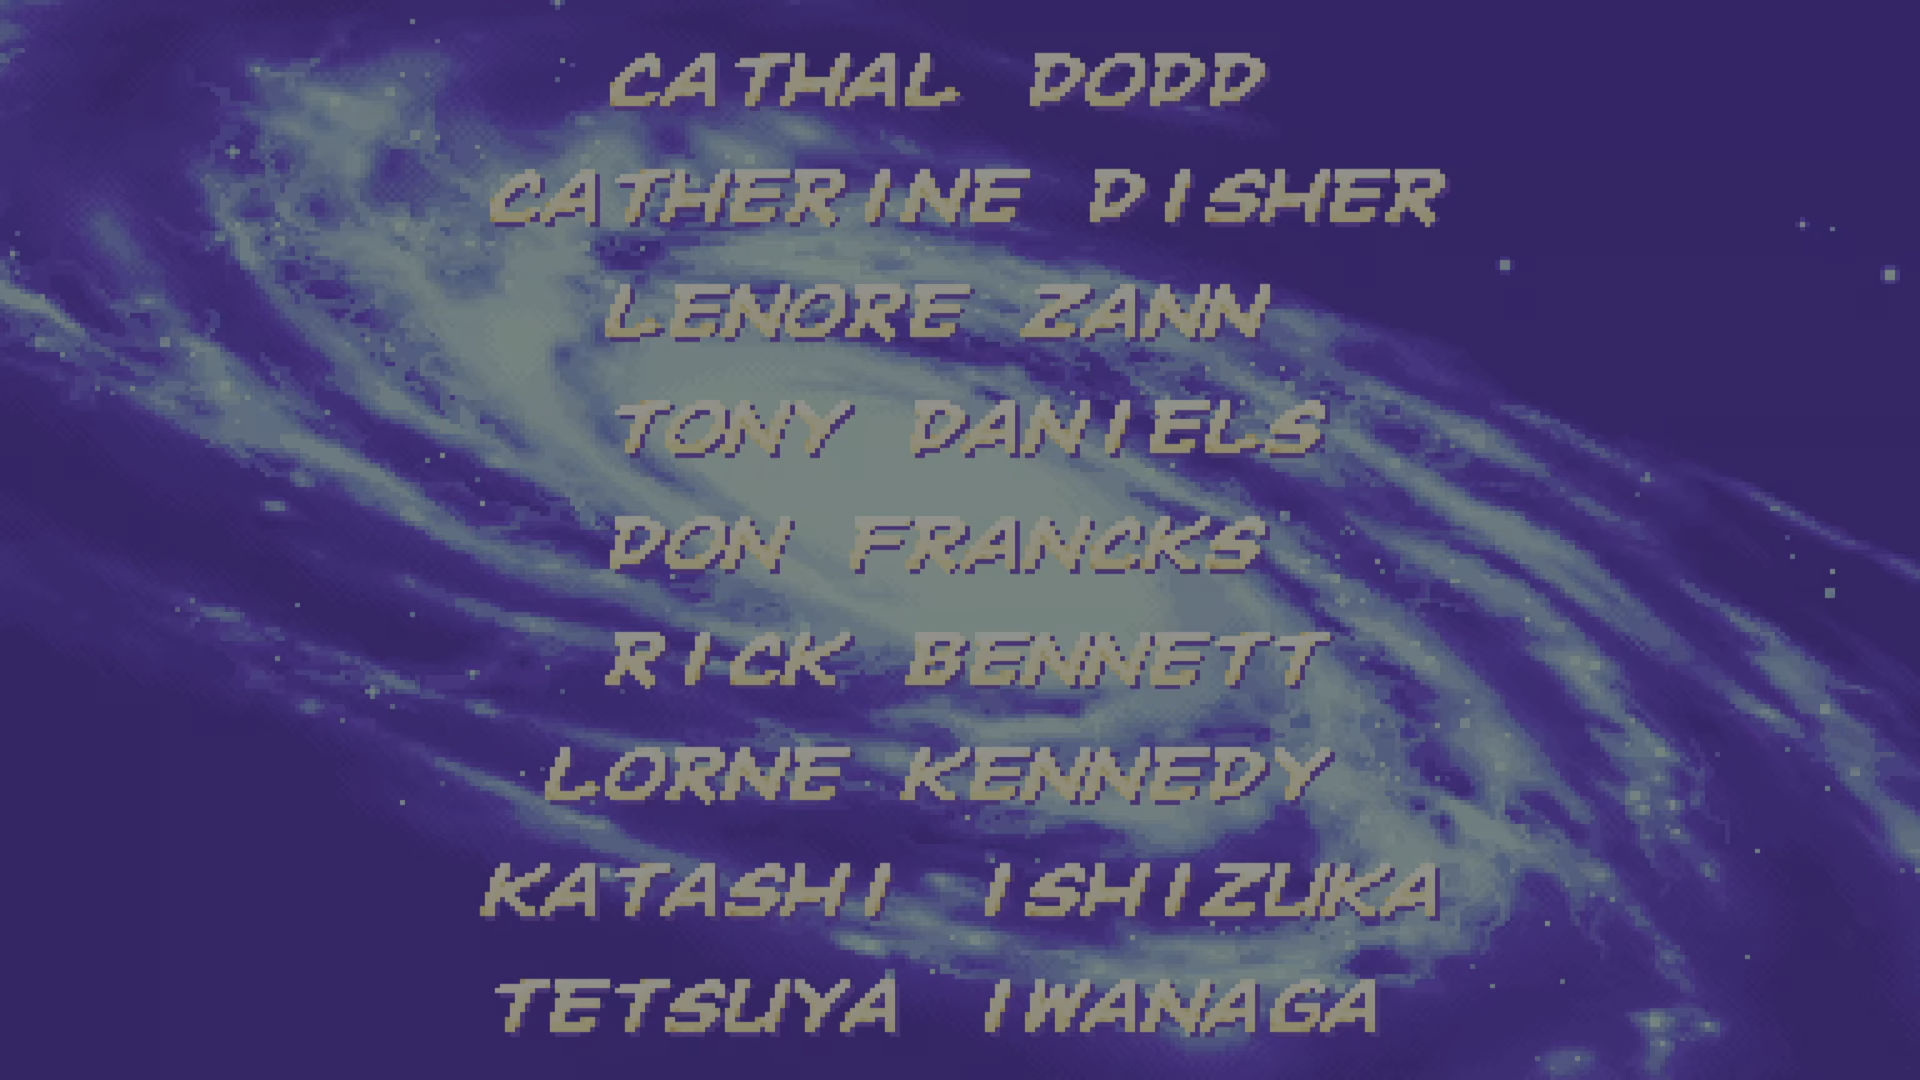 CATHAL DODD
CATHERINE DISHER
LENORE ZANN
TONY DANIELS
DON FRANCKS
RICK BENNETT
LORNE KENNEDY
KATASHI ISHIZUKA
TETSUYA IWANAGA